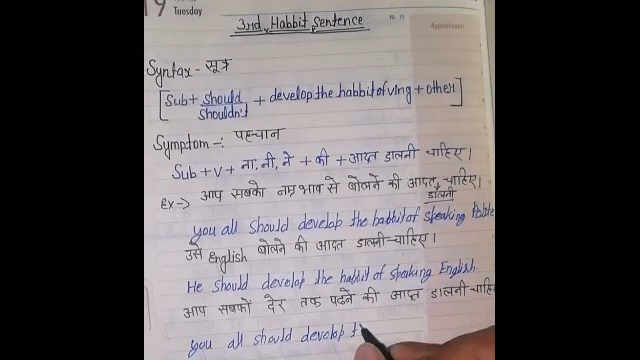 19
Tuesday
3rd, Habbit, Sentence
Appointments
Syntax - सूत्र
[Sub + should/shouldn't + develop the habbit of ving + other]
Symptom -: पहचान
Sub + v + ना, नी, ने + की + आदत डालनी चाहिए।
Ex -> आप सबको नम्र भाव से बोलने की आदत डालनी चाहिए।
you all should develop the habbit of speaking
उसे English बोलने की आदत डालनी चाहिए।
He should develop the habbit of speaking English.
आप सबकों देर तक पढने की आदत डालनी चाहि
you all should develop t